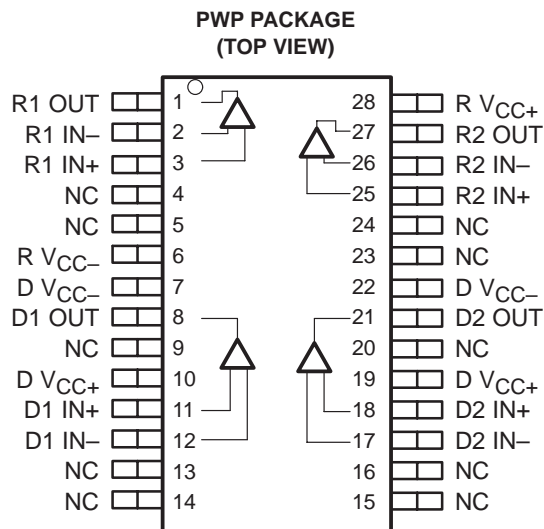 PWP PACKAGE
(TOP VIEW)
R1 OUT 1 28 R VCC+
R1 IN− 2 27 R2 OUT
R1 IN+ 3 26 R2 IN−
NC 4 25 R2 IN+
NC 5 24 NC
R VCC− 6 23 NC
D VCC− 7 22 D VCC−
D1 OUT 8 21 D2 OUT
NC 9 20 NC
D VCC+ 10 19 D VCC+
D1 IN+ 11 18 D2 IN+
D1 IN− 12 17 D2 IN−
NC 13 16 NC
NC 14 15 NC